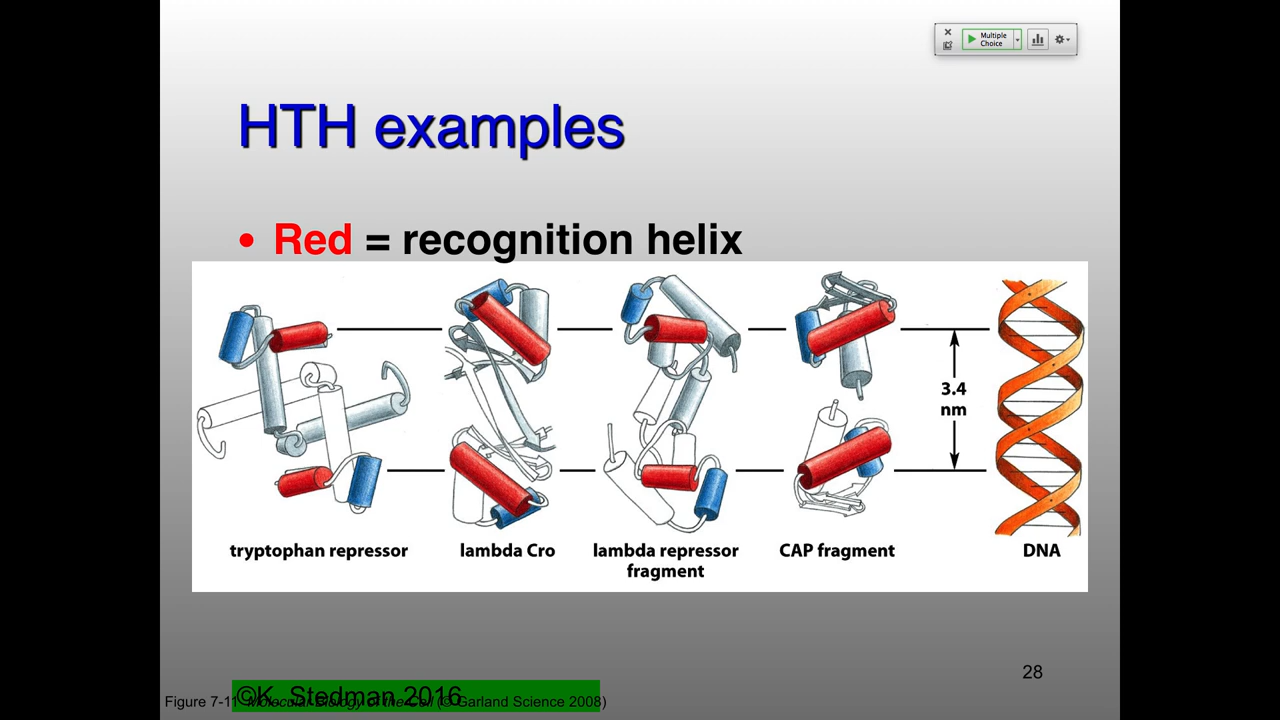 Multiple
Choice
HTH examples
• Red = recognition helix
3.4
nm
tryptophan repressor
lambda Cro
lambda repressor
fragment
CAP fragment
DNA
28
©K. Stedman 2016
Figure 7-11 Molecular Biology of the Cell (© Garland Science 2008)